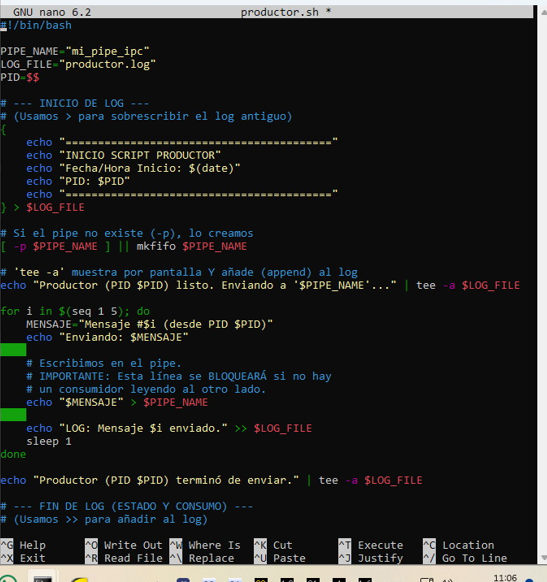 GNU nano 6.2 productor.sh *
#!/bin/bash
PIPE_NAME="mi_pipe_ipc"
LOG_FILE="productor.log"
PID=$$
# --- INICIO DE LOG ---
# (Usamos > para sobrescribir el log antiguo)
{
    echo "========================================="
    echo "INICIO SCRIPT PRODUCTOR"
    echo "Fecha/Hora Inicio: $(date)"
    echo "PID: $PID"
    echo "========================================="
} > $LOG_FILE
# Si el pipe no existe (-p), lo creamos
[ -p $PIPE_NAME ] || mkfifo $PIPE_NAME
# 'tee -a' muestra por pantalla Y añade (append) al log
echo "Productor (PID $PID) listo. Enviando a '$PIPE_NAME'..." | tee -a $LOG_FILE
for i in $(seq 1 5); do
    MENSAJE="Mensaje #$i (desde PID $PID)"
    echo "Enviando: $MENSAJE"
    # Escribimos en el pipe.
    # IMPORTANTE: Esta línea se BLOQUEARÁ si no hay
    # un consumidor leyendo al otro lado.
    echo "$MENSAJE" > $PIPE_NAME
    echo "LOG: Mensaje $i enviado." >> $LOG_FILE
    sleep 1
done
echo "Productor (PID $PID) terminó de enviar." | tee -a $LOG_FILE
# --- FIN DE LOG (ESTADO Y CONSUMO) ---
# (Usamos >> para añadir al log)
^G Help ^O Write Out ^W Where Is ^K Cut ^T Execute ^C Location
^X Exit ^R Read File ^\ Replace ^U Paste ^J Justify ^/ Go To Line
11:06